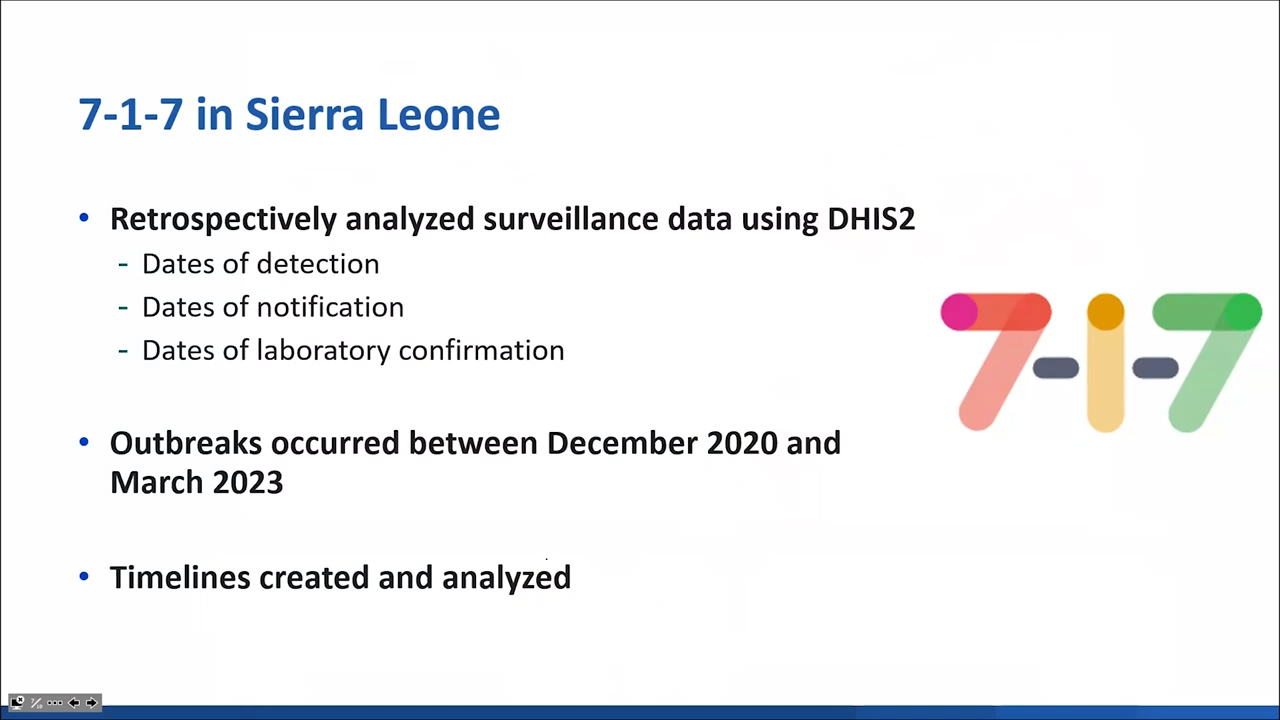 7-1-7 in Sierra Leone
• Retrospectively analyzed surveillance data using DHIS2
- Dates of detection
- Dates of notification
- Dates of laboratory confirmation
7-1-7
• Outbreaks occurred between December 2020 and
March 2023
• Timelines created and analyzed